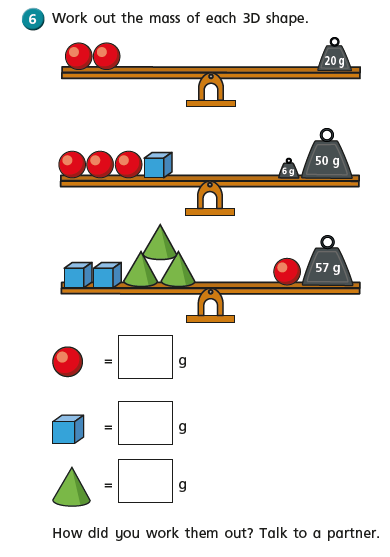 6 Work out the mass of each 3D shape.
20 g
6 g 50 g
57 g
= g
= g
= g
How did you work them out? Talk to a partner.